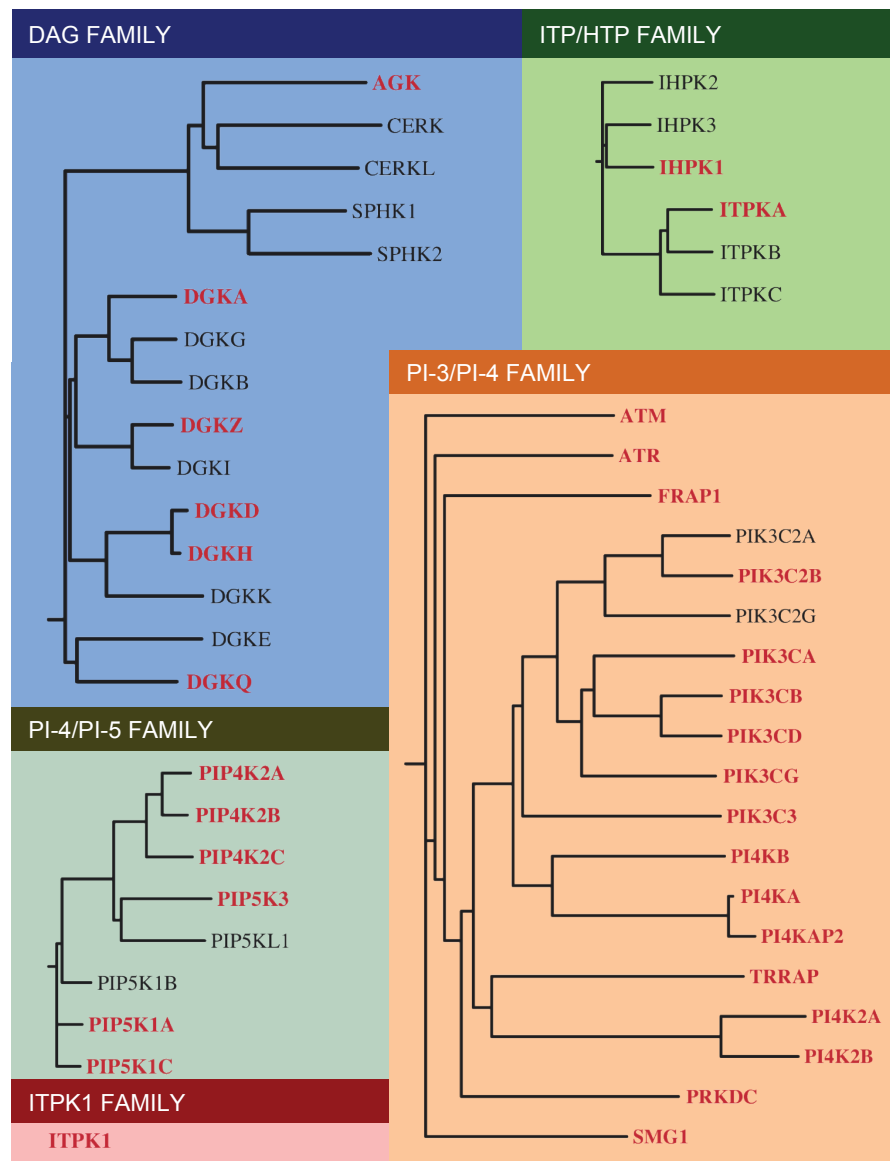 DAG FAMILY
AGK
CERK
CERKL
SPHK1
SPHK2
DGKA
DGKG
DGKB
DGKZ
DGKI
DGKD
DGKH
DGKK
DGKE
DGKQ
ITP/HTP FAMILY
IHPK2
IHPK3
IHPK1
ITPKA
ITPKB
ITPKC
PI-4/PI-5 FAMILY
PIP4K2A
PIP4K2B
PIP4K2C
PIP5K3
PIP5KL1
PIP5K1B
PIP5K1A
PIP5K1C
ITPK1 FAMILY
ITPK1
PI-3/PI-4 FAMILY
ATM
ATR
FRAP1
PIK3C2A
PIK3C2B
PIK3C2G
PIK3CA
PIK3CB
PIK3CD
PIK3CG
PIK3C3
PI4KB
PI4KA
PI4KAP2
TRRAP
PI4K2A
PI4K2B
PRKDC
SMG1